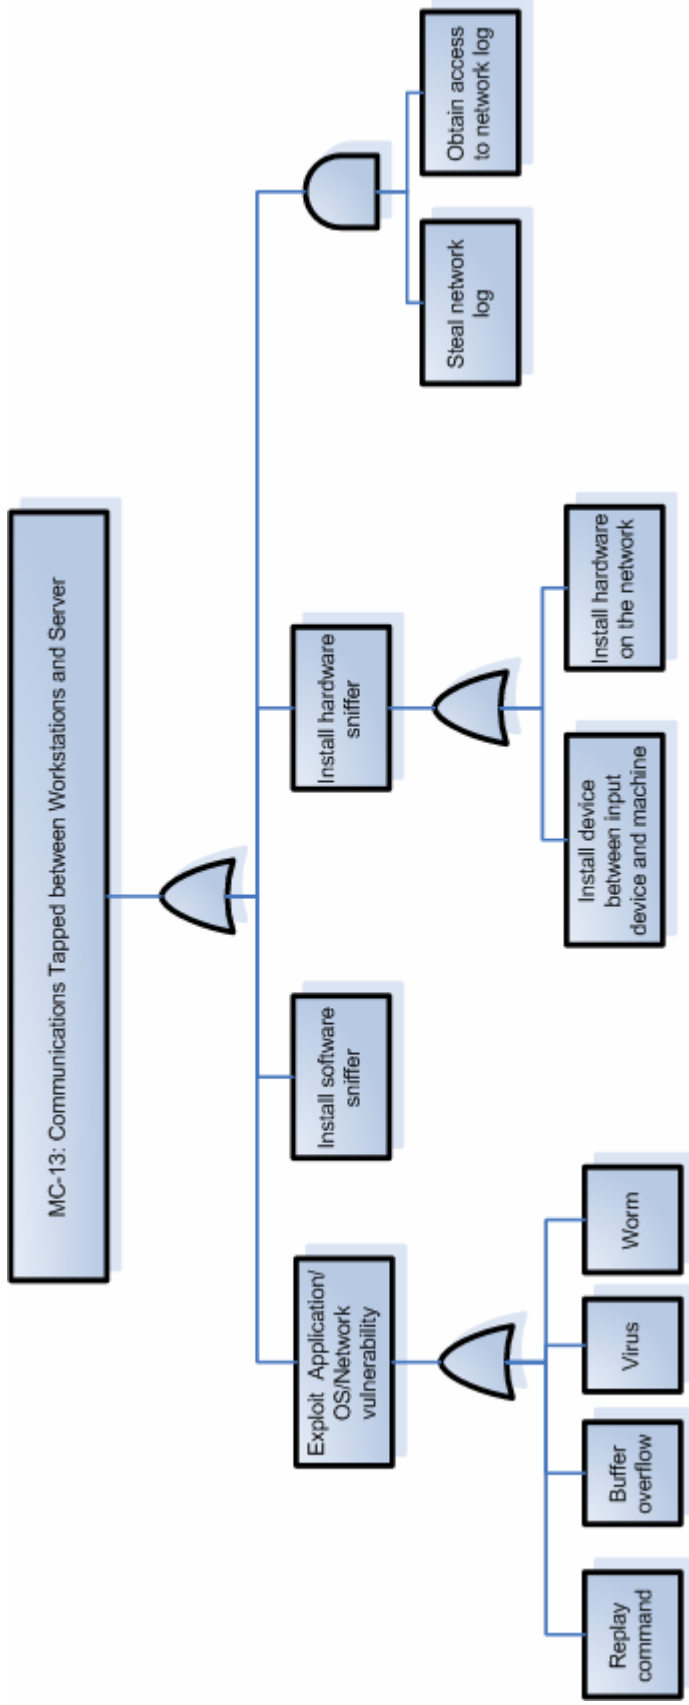 MC-13: Communications Tapped between Workstations and Server
Exploit Application/
OS/Network
vulnerability
Install software
sniffer
Install hardware
sniffer
Steal network
log
Obtain access
to network log
Replay
command
Buffer
overflow
Virus
Worm
Install device
between input
device and machine
Install hardware
on the network